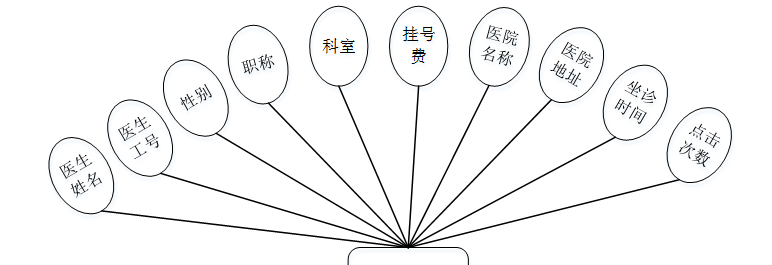 医生
姓名
医生
工号
性别
职称
科室
挂号
费
医院
名称
医院
地址
坐诊
时间
点击
次数